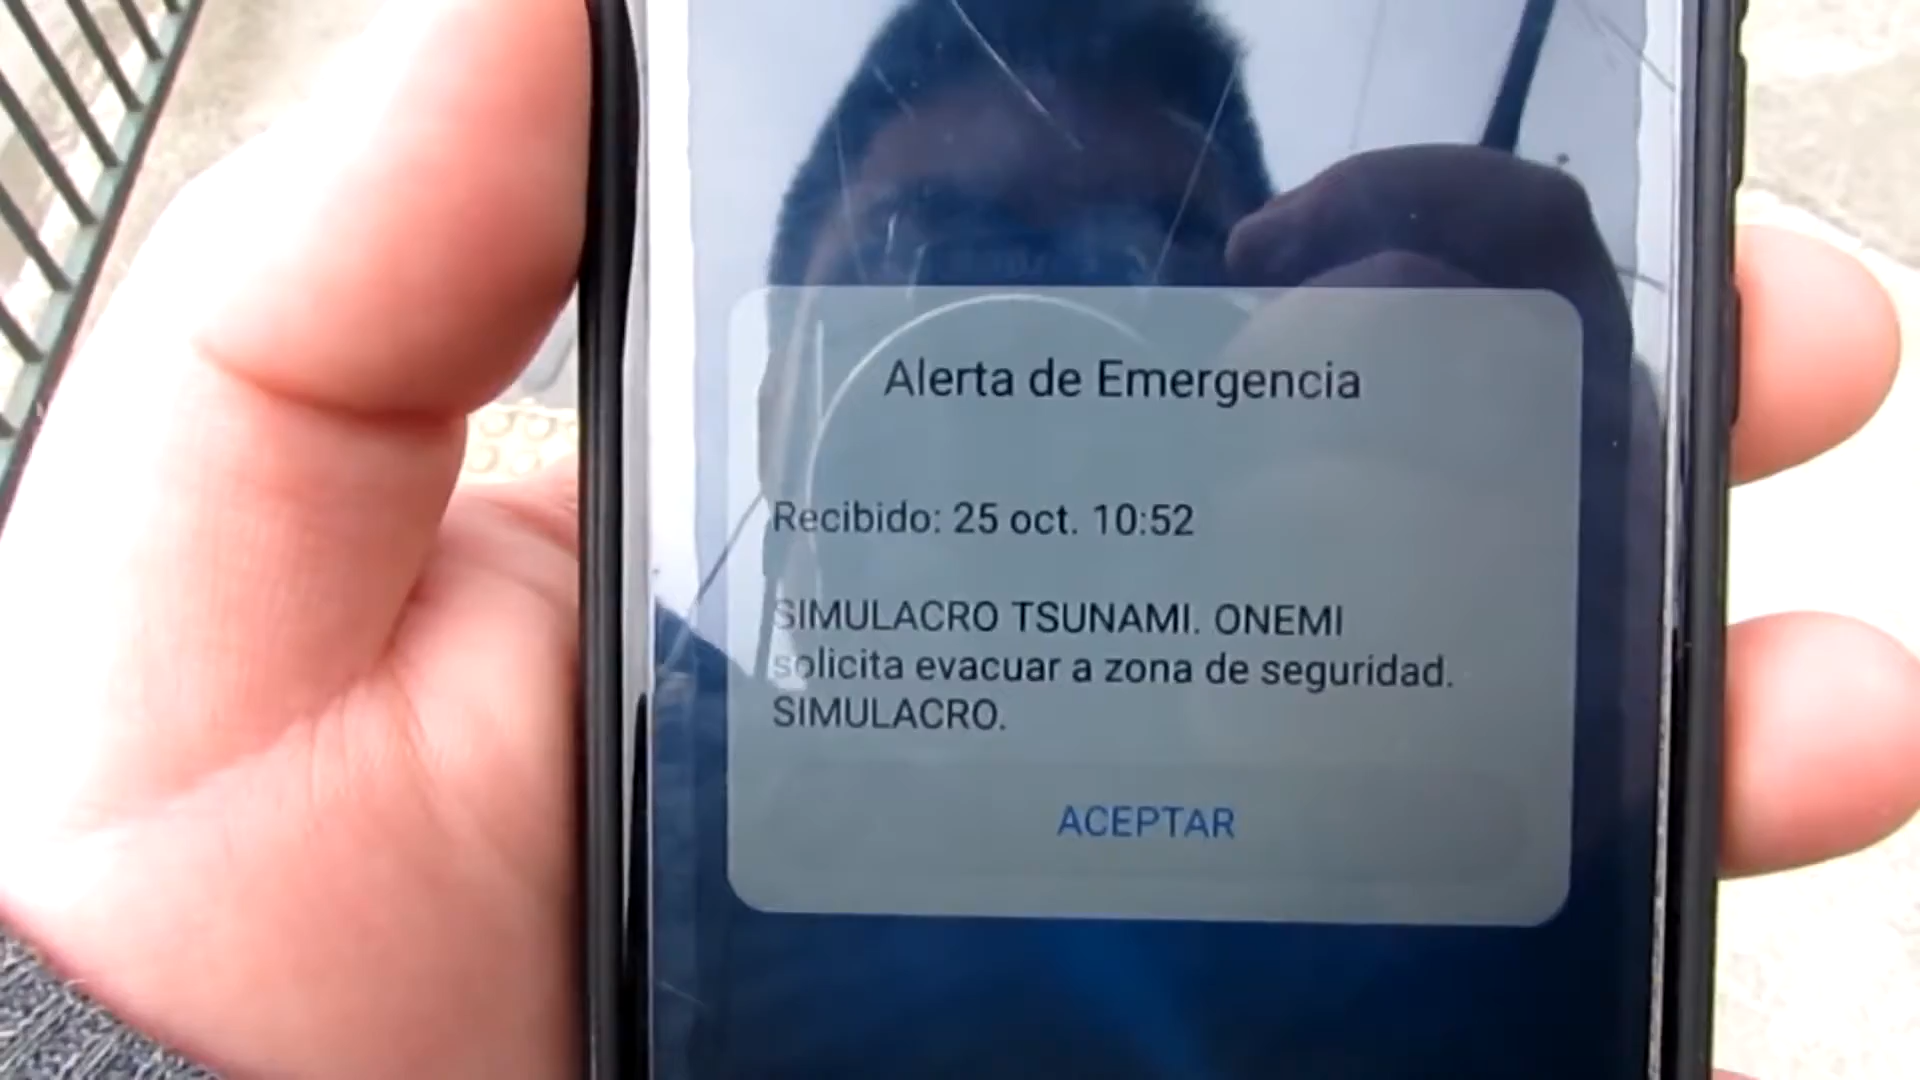 Alerta de Emergencia
Recibido: 25 oct. 10:52
SIMULACRO TSUNAMI. ONEMI
solicita evacuar a zona de seguridad.
SIMULACRO.
ACEPTAR